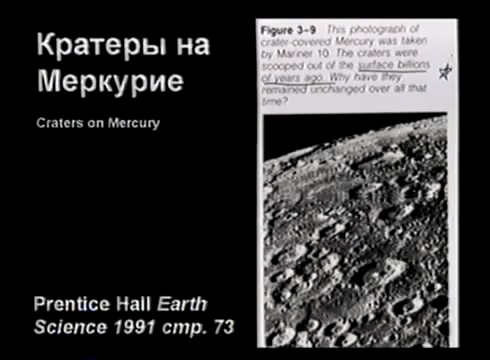 Кратеры на
Меркурие
Craters on Mercury
Prentice Hall Earth
Science 1991 стр. 73
Figure 3–9 This photograph of
crater-covered Mercury was taken
by Mariner 10. The craters were
scooped out of the surface billions
of years ago. Why have they
remained unchanged over all that
time?